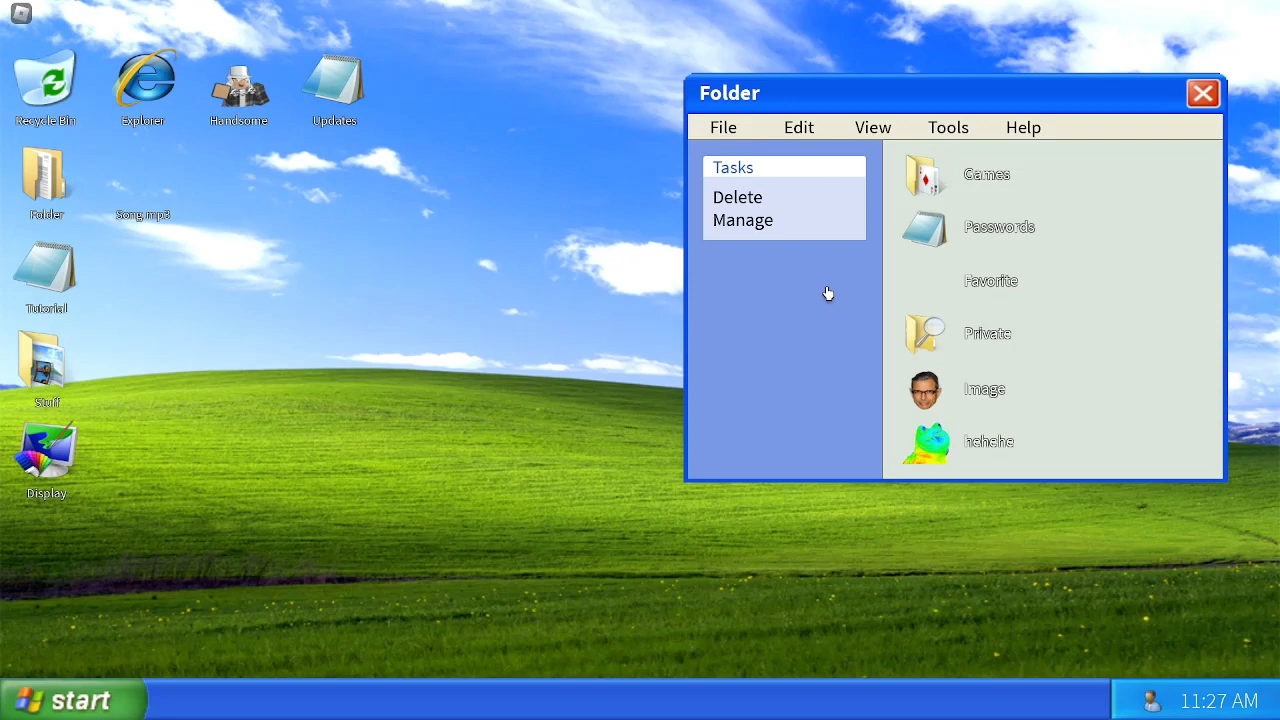 Recycle Bin
Explorer
Handsome
Updates
Folder
Song.mp3
Tutorial
Stuff
Display
Folder
File Edit View Tools Help
Tasks
Delete
Manage
Games
Passwords
Favorite
Private
Image
hehehe
start
11:27 AM